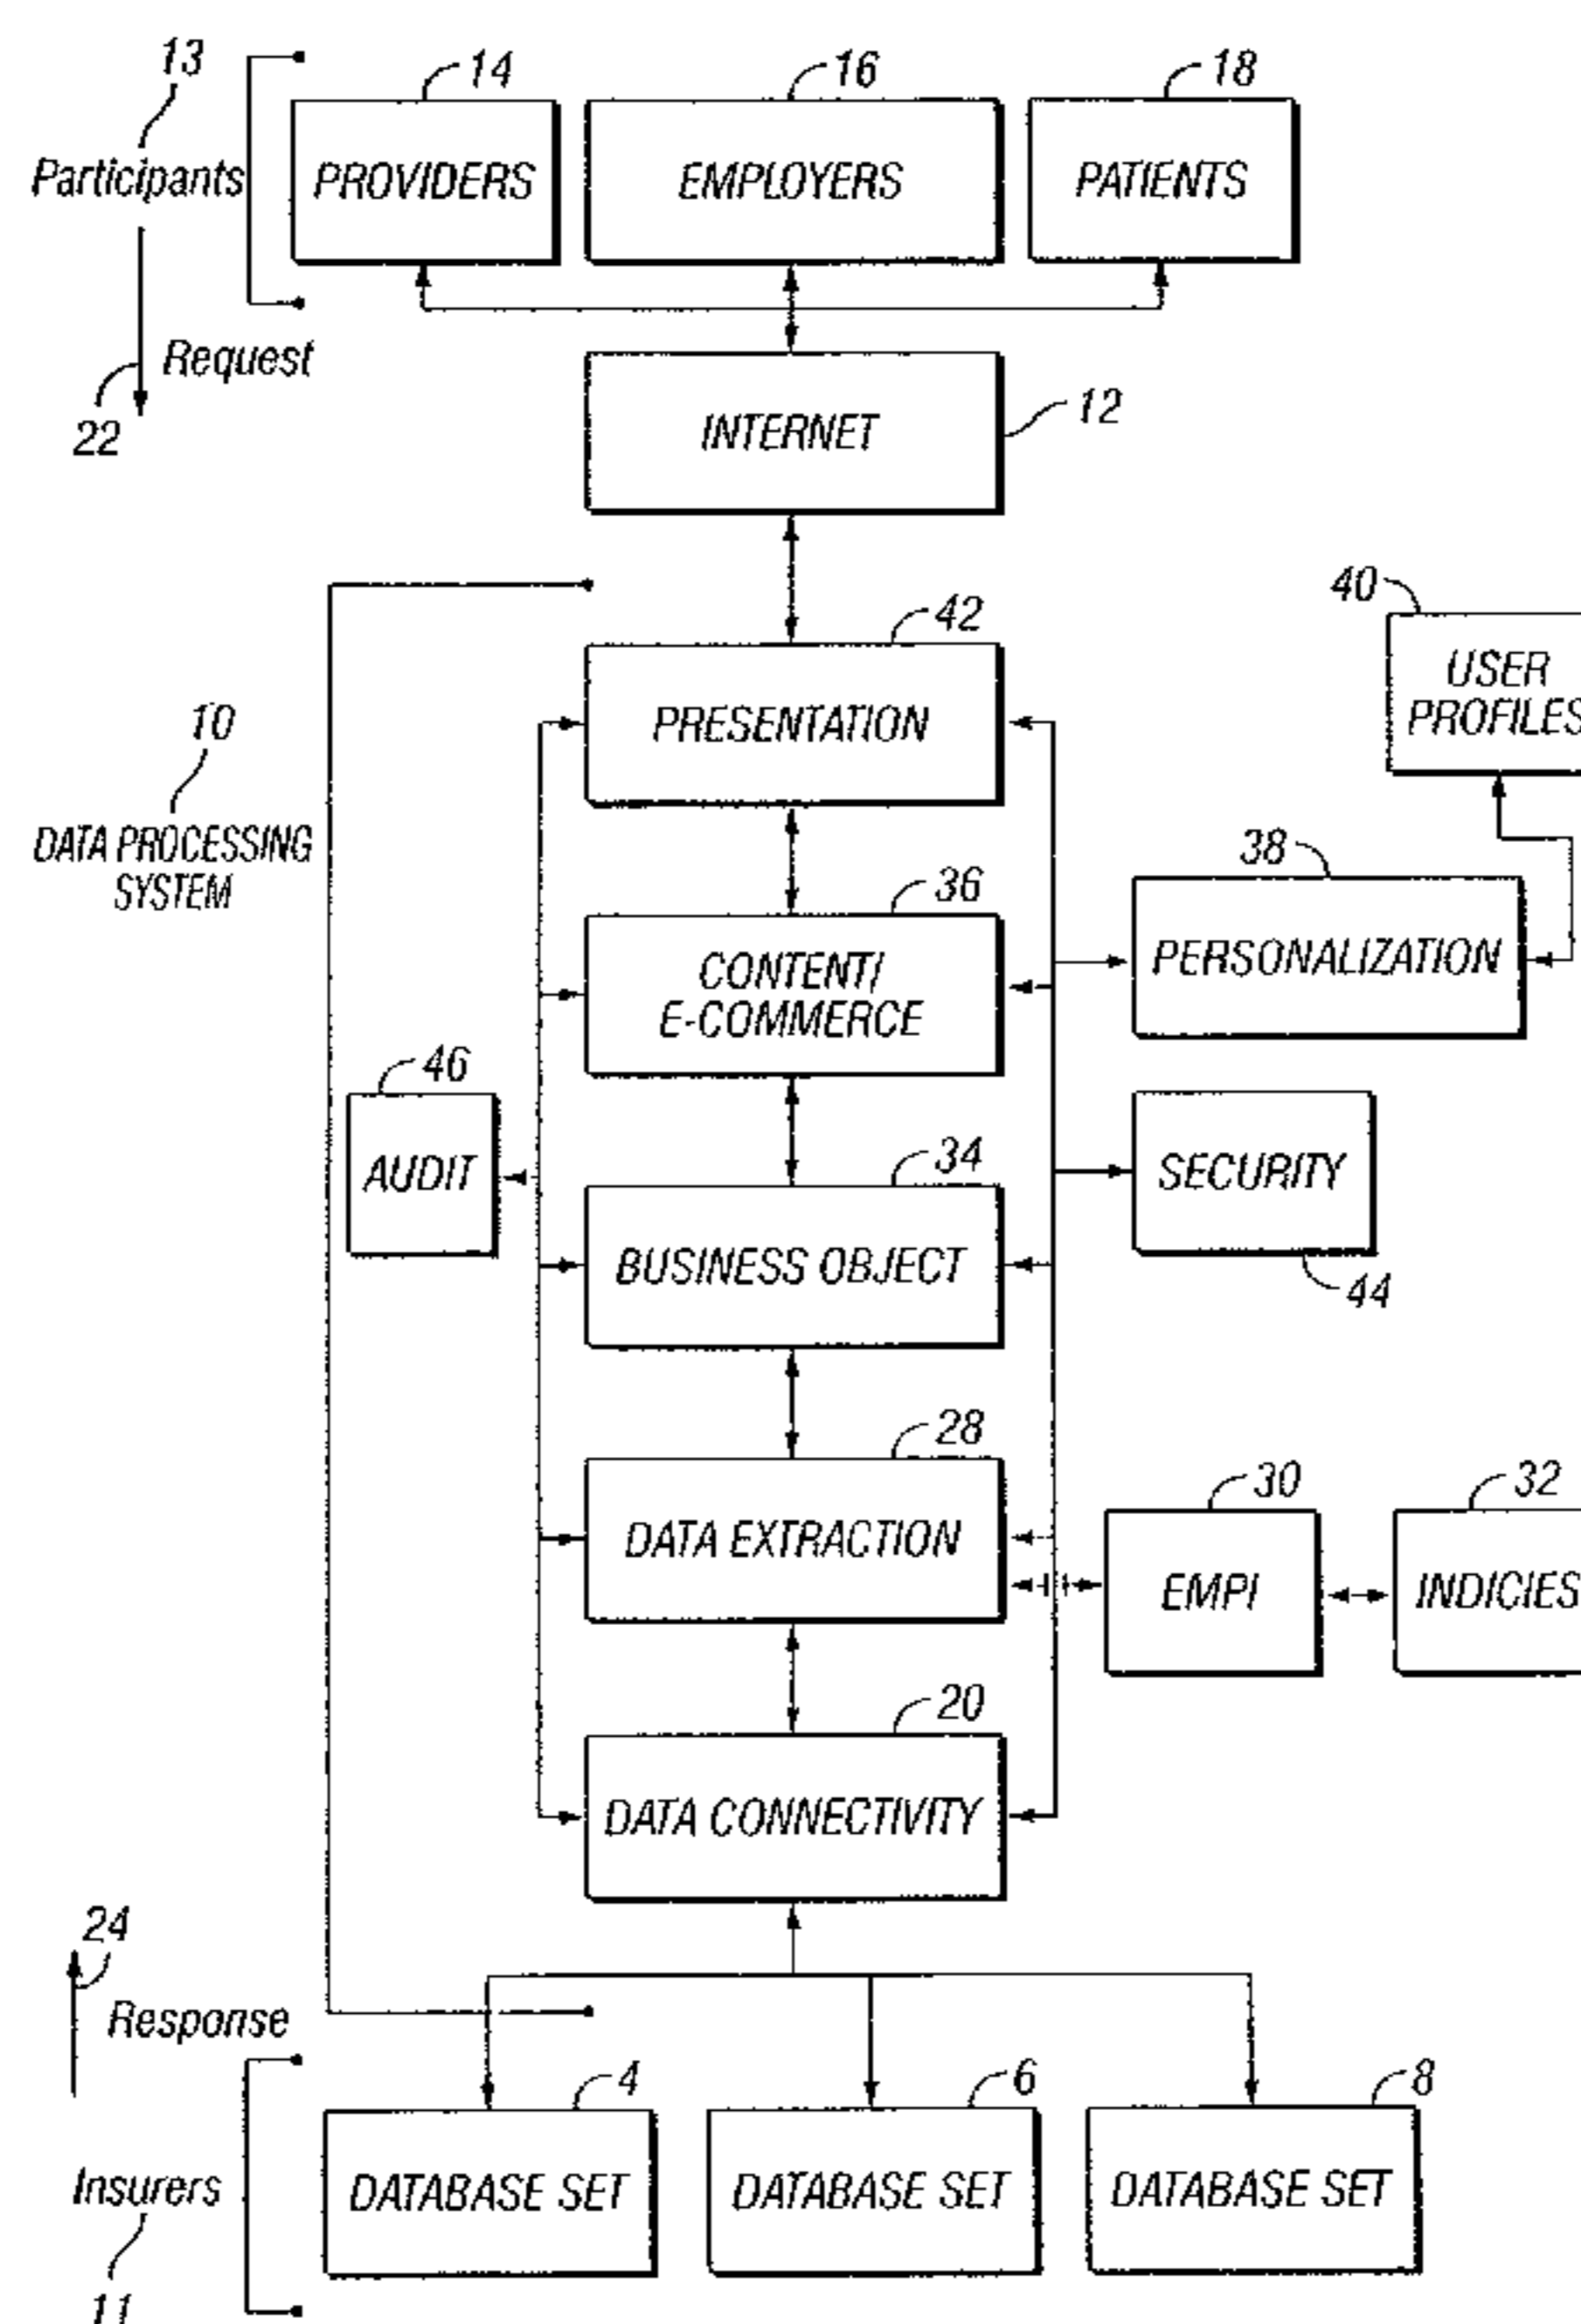 13
14
16
18
Participants
PROVIDERS
EMPLOYERS
PATIENTS
Request
22
INTERNET
12
40
USER
PROFILES
42
PRESENTATION
10
DATA PROCESSING
SYSTEM
38
PERSONALIZATION
36
CONTENT/
E-COMMERCE
46
AUDIT
SECURITY
44
34
BUSINESS OBJECT
28
DATA EXTRACTION
30
EMPI
32
INDICIES
20
DATA CONNECTIVITY
24
Response
4
6
8
Insurers
DATABASE SET
DATABASE SET
DATABASE SET
11